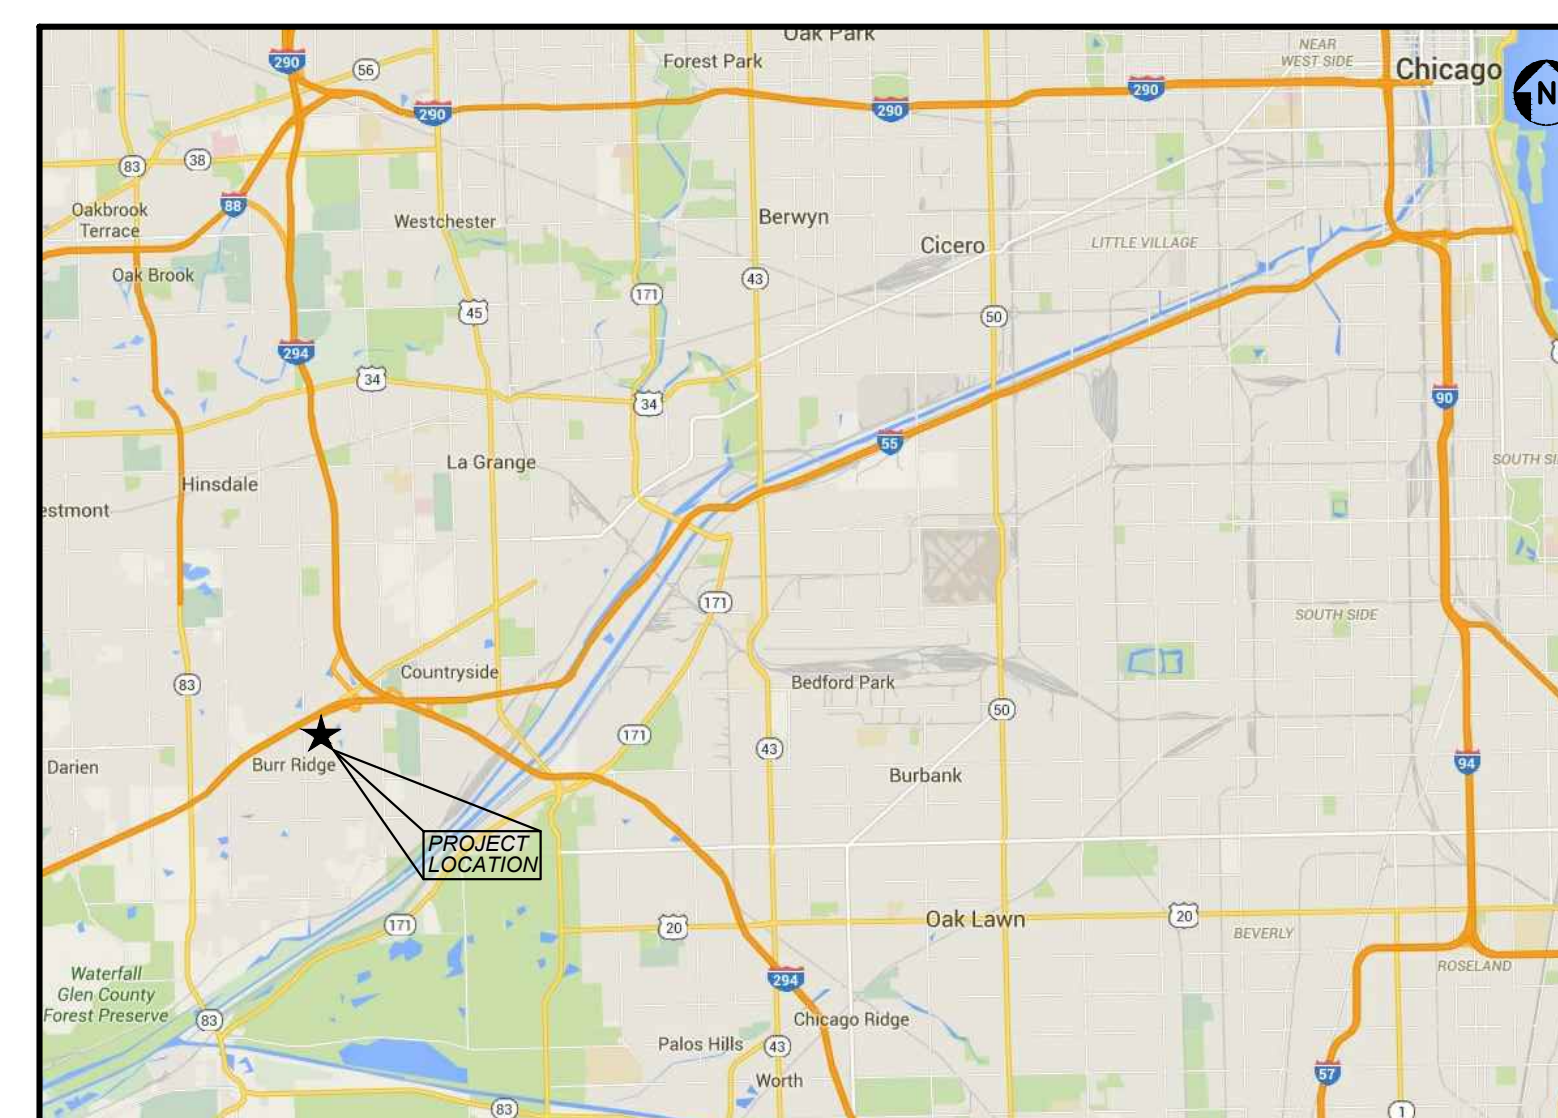 Oak Park
NEAR
WEST SIDE
Forest Park
Chicago
290
56
290
290
290
N
83
38
88
Oakbrook
Terrace
Westchester
Berwyn
Cicero
LITTLE VILLAGE
Oak Brook
43
171
45
50
294
34
34
90
55
La Grange
SOUTH
Hinsdale
estmont
171
SOUTH SIDE
Countryside
83
Bedford Park
50
171
43
Darien
Burr Ridge
Burbank
94
PROJECT
LOCATION
171
20
Oak Lawn
20
BEVERLY
ROSELAND
Waterfall
Glen County
Forest Preserve
294
83
Chicago Ridge
Palos Hills
43
57
Worth
83
1